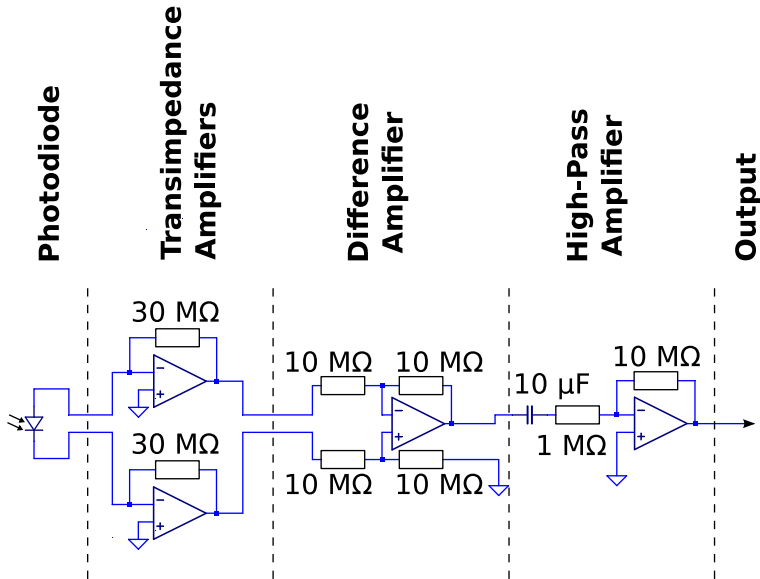 Photodiode
Transimpedance
Amplifiers
Difference
Amplifier
High-Pass
Amplifier
Output
30 MΩ
−
+
30 MΩ
−
+
10 MΩ
10 MΩ
−
+
10 MΩ
10 MΩ
10 µF
1 MΩ
10 MΩ
−
+